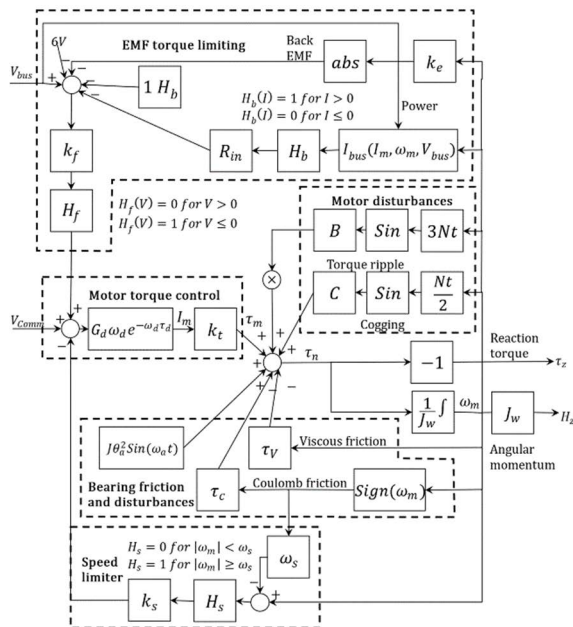 6V
EMF torque limiting
Back
EMF
abs
k_e
V_bus
+
−
−
−
−
1 H_b
H_b(I) = 1 for I > 0
H_b(I) = 0 for I ≤ 0
Power
k_f
R_in
H_b
I_bus(I_m, ω_m, V_bus)
H_f
H_f(V) = 0 for V > 0
H_f(V) = 1 for V ≤ 0
Motor disturbances
B
Sin
3Nt
Torque ripple
×
C
Sin
Nt/2
Cogging
Motor torque control
V_Comm
+
+
−
G_d ω_d e^{−ω_d τ_d}
I_m
k_t
τ_m
+
+
+
+
+
−
−
τ_n
−1
Reaction
torque
τ_z
1/J_w ∫
ω_m
J_w
H_z
Angular
momentum
Jθ_a^2 Sin(ω_a t)
τ_V
Viscous friction
Bearing friction
and disturbances
τ_c
Coulomb friction
Sign(ω_m)
H_s = 0 for |ω_m| < ω_s
H_s = 1 for |ω_m| ≥ ω_s
Speed
limiter
ω_s
−
+
k_s
H_s